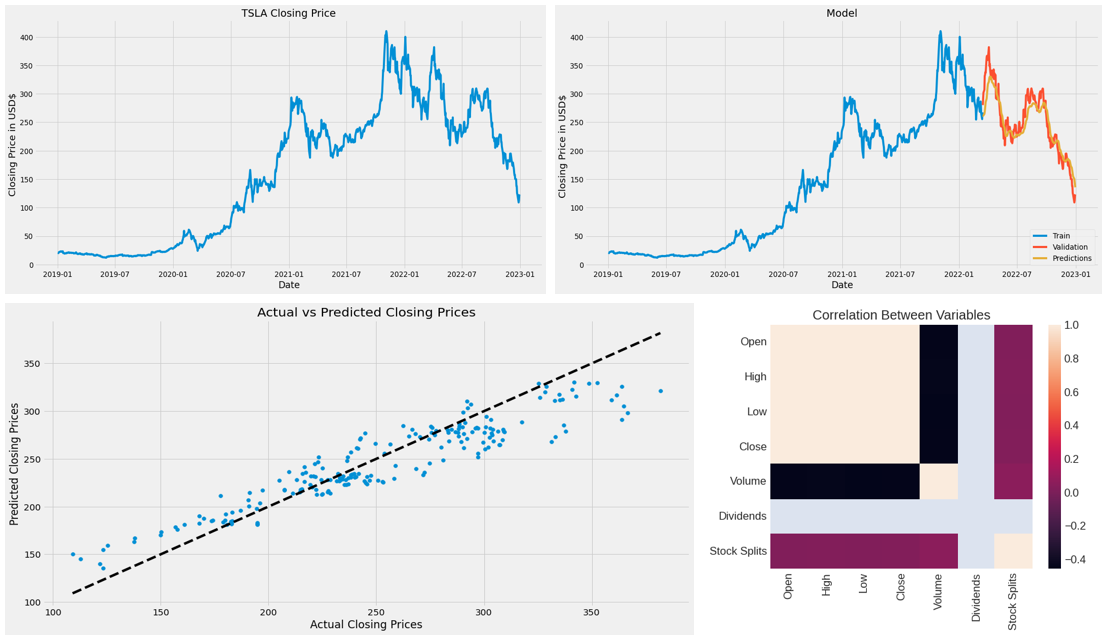 TSLA Closing Price
Closing Price in USD$
400
350
300
250
200
150
100
50
0
2019-01 2019-07 2020-01 2020-07 2021-01 2021-07 2022-01 2022-07 2023-01
Date
Model
Closing Price in USD$
400
350
300
250
200
150
100
50
0
Train
Validation
Predictions
2019-01 2019-07 2020-01 2020-07 2021-01 2021-07 2022-01 2022-07 2023-01
Date
Actual vs Predicted Closing Prices
Predicted Closing Prices
350
300
250
200
150
100
100 150 200 250 300 350
Actual Closing Prices
Correlation Between Variables
Open
High
Low
Close
Volume
Dividends
Stock Splits
Open High Low Close Volume Dividends Stock Splits
1.0
0.8
0.6
0.4
0.2
0.0
−0.2
−0.4